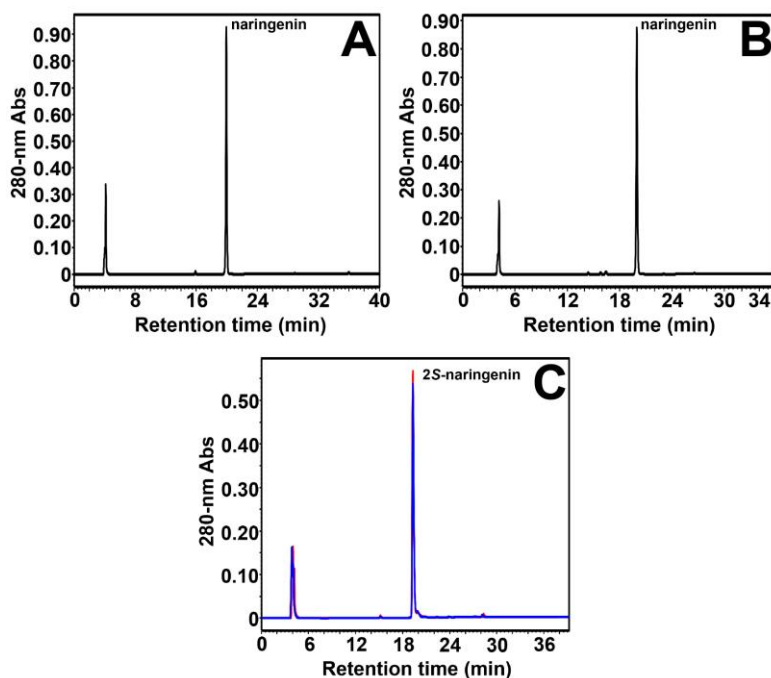 A
naringenin
280-nm Abs
0.90
0.80
0.70
0.60
0.50
0.40
0.30
0.20
0.10
0
0 8 16 24 32 40
Retention time (min)
B
naringenin
280-nm Abs
0.90
0.80
0.70
0.60
0.50
0.40
0.30
0.20
0.10
0
0 6 12 18 24 30 34
Retention time (min)
C
2S-naringenin
280-nm Abs
0.50
0.40
0.30
0.20
0.10
0
0 6 12 18 24 30 36
Retention time (min)